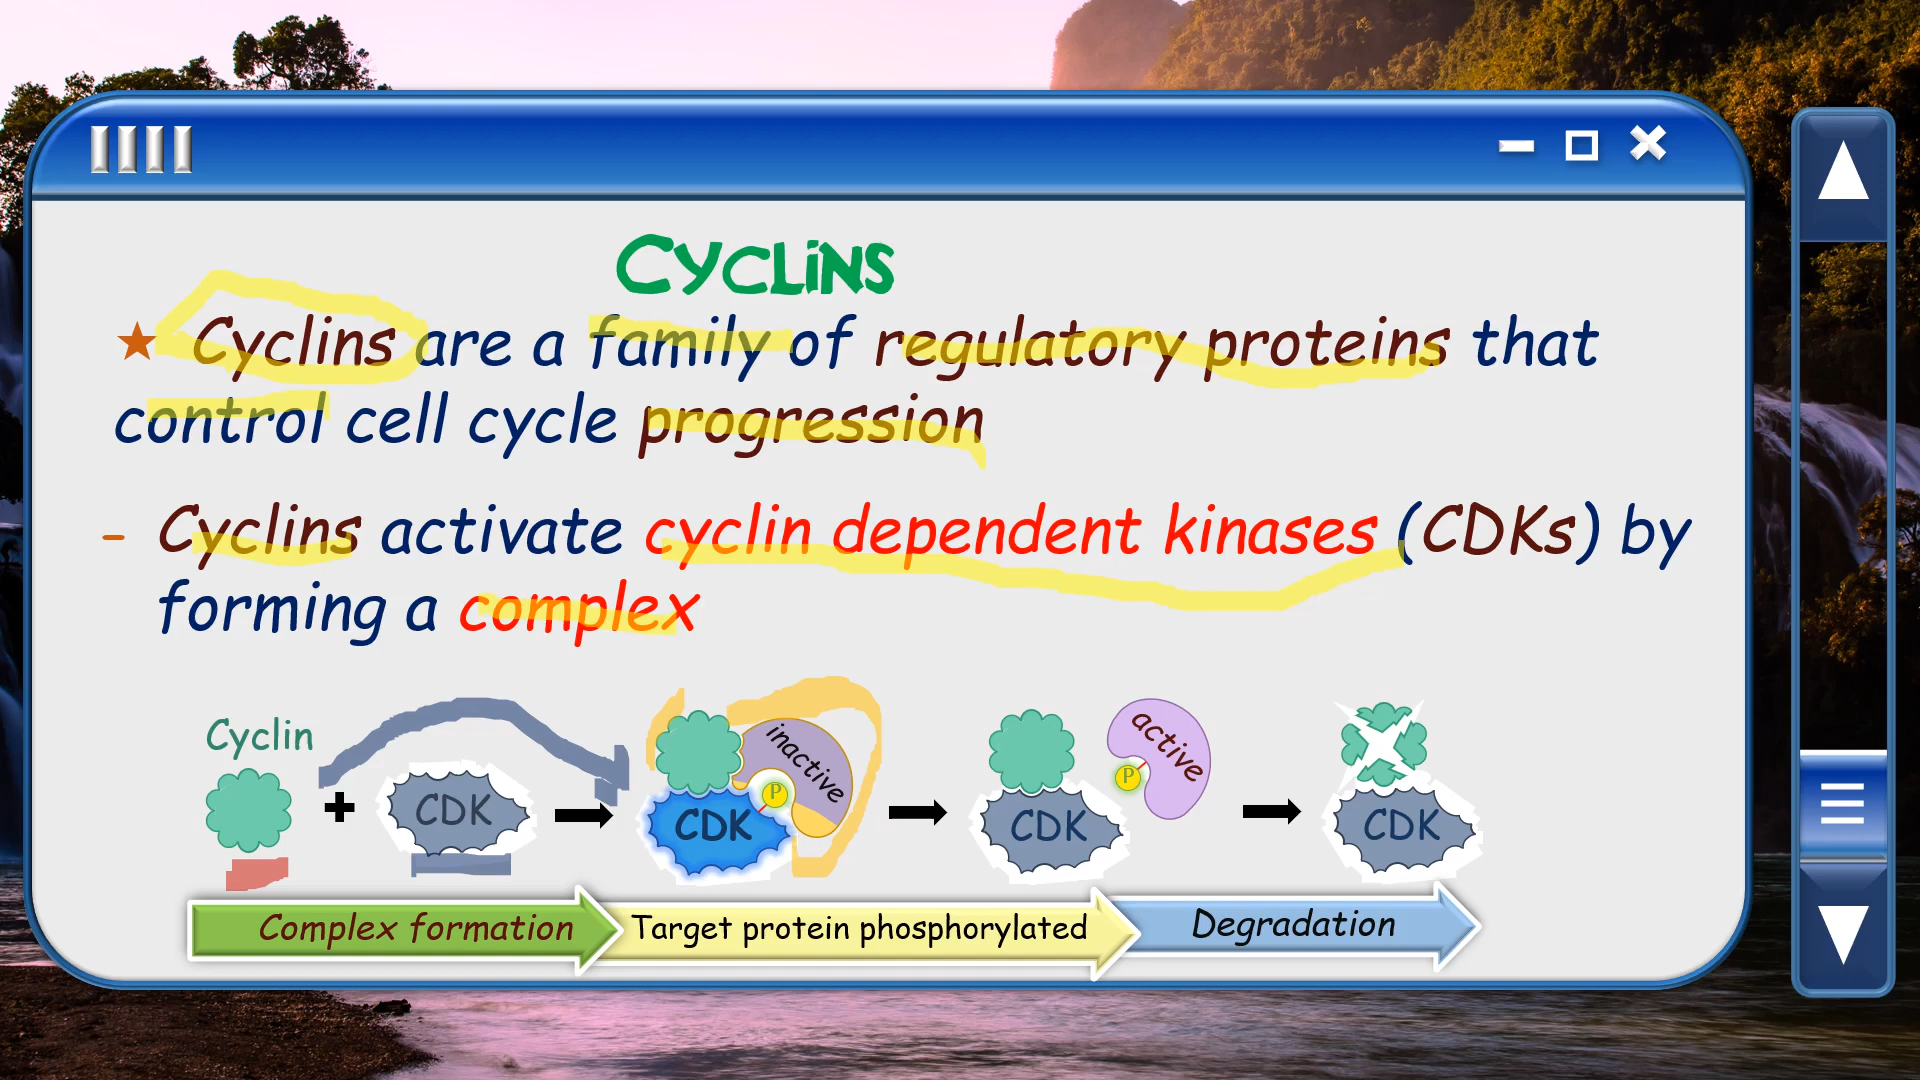 CYCLiNS
★ Cyclins are a family of regulatory proteins that
control cell cycle progression
- Cyclins activate cyclin dependent kinases (CDKs) by
forming a complex
Cyclin
+ CDK
inactive
P
CDK
active
P
CDK
CDK
Complex formation
Target protein phosphorylated
Degradation